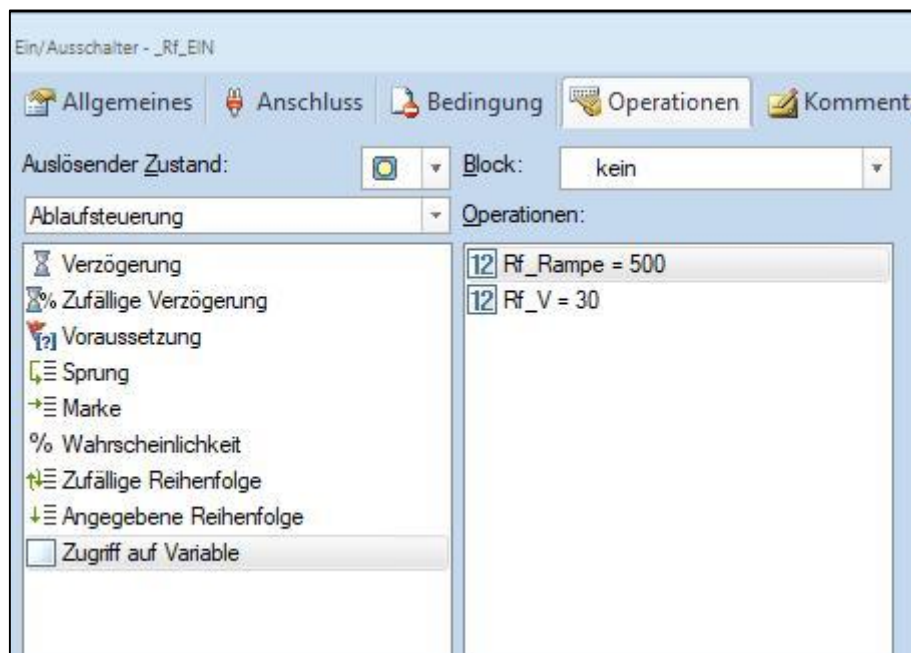 Ein/Ausschalter - _Rf_EIN
Allgemeines Anschluss Bedingung Operationen Komment
Auslösender Zustand: Block: kein
Ablaufsteuerung Operationen:
Verzögerung
Zufällige Verzögerung
Voraussetzung
Sprung
Marke
% Wahrscheinlichkeit
Zufällige Reihenfolge
Angegebene Reihenfolge
Zugriff auf Variable
12 Rf_Rampe = 500
12 Rf_V = 30